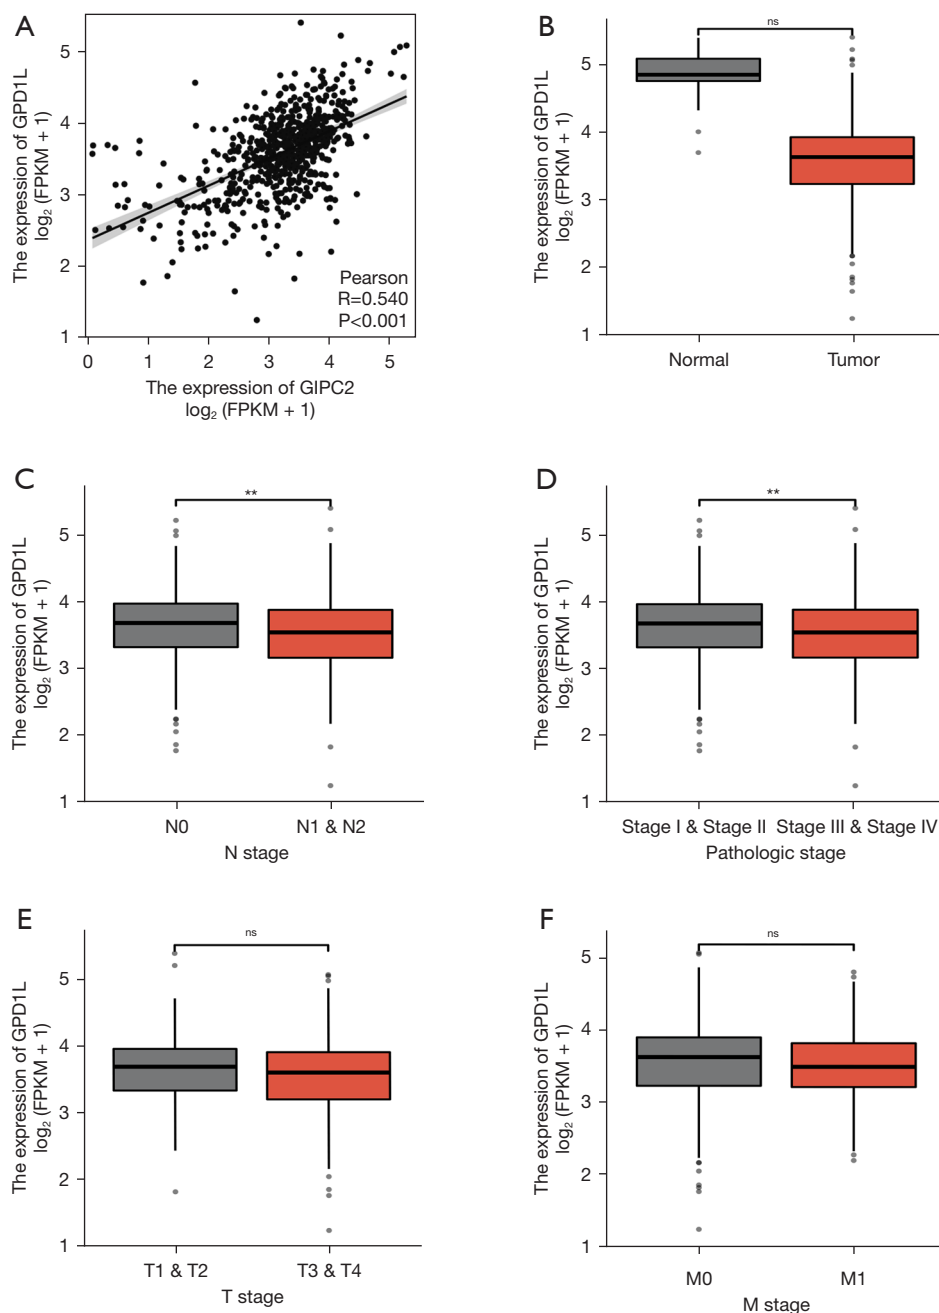 A
The expression of GPD1L
log₂ (FPKM + 1)
5
4
3
2
1
Pearson
R=0.540
P<0.001
0 1 2 3 4 5
The expression of GIPC2
log₂ (FPKM + 1)
B
The expression of GPD1L
log₂ (FPKM + 1)
ns
5
4
3
2
1
Normal Tumor
C
The expression of GPD1L
log₂ (FPKM + 1)
**
5
4
3
2
1
N0 N1 & N2
N stage
D
The expression of GPD1L
log₂ (FPKM + 1)
**
5
4
3
2
1
Stage I & Stage II Stage III & Stage IV
Pathologic stage
E
The expression of GPD1L
log₂ (FPKM + 1)
ns
5
4
3
2
1
T1 & T2 T3 & T4
T stage
F
The expression of GPD1L
log₂ (FPKM + 1)
ns
5
4
3
2
1
M0 M1
M stage